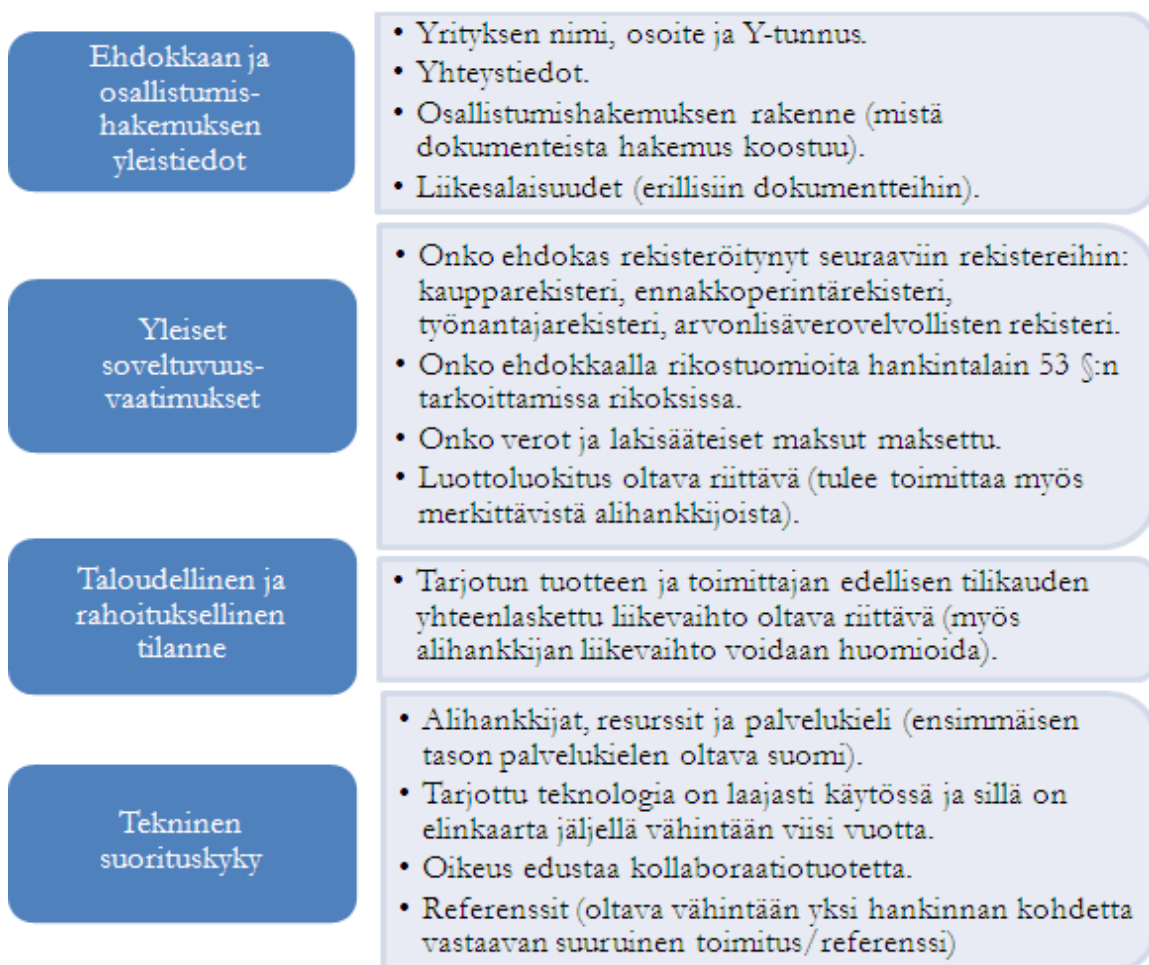 Ehdokkaan ja
osallistumis-
hakemuksen
yleistiedot
• Yrityksen nimi, osoite ja Y-tunnus.
• Yhteystiedot.
• Osallistumishakemuksen rakenne (mistä
dokumenteista hakemus koostuu).
• Liikesalaisuudet (erillisiin dokumentteihin).
Yleiset
soveltuvuus-
vaatimukset
• Onko ehdokas rekisteröitynyt seuraaviin rekistereihin:
kaupparekisteri, ennakkoperintärekisteri,
työnantajarekisteri, arvonlisäverovelvollisten rekisteri.
• Onko ehdokkaalla rikostuomioita hankintalain 53 §:n
tarkoittamissa rikoksissa.
• Onko verot ja lakisääteiset maksut maksettu.
• Luottoluokitus oltava riittävä (tulee toimittaa myös
merkittävistä alihankkijoista).
Taloudellinen ja
rahoituksellinen
tilanne
• Tarjotun tuotteen ja toimittajan edellisen tilikauden
yhteenlaskettu liikevaihto oltava riittävä (myös
alihankkijan liikevaihto voidaan huomioida).
Tekninen
suorituskyky
• Alihankkijat, resurssit ja palvelukieli (ensimmäisen
tason palvelukielen oltava suomi).
• Tarjottu teknologia on laajasti käytössä ja sillä on
elinkaarta jäljellä vähintään viisi vuotta.
• Oikeus edustaa kollaboraatiotuotetta.
• Referenssit (oltava vähintään yksi hankinnan kohdetta
vastaavan suuruinen toimitus/referenssi)